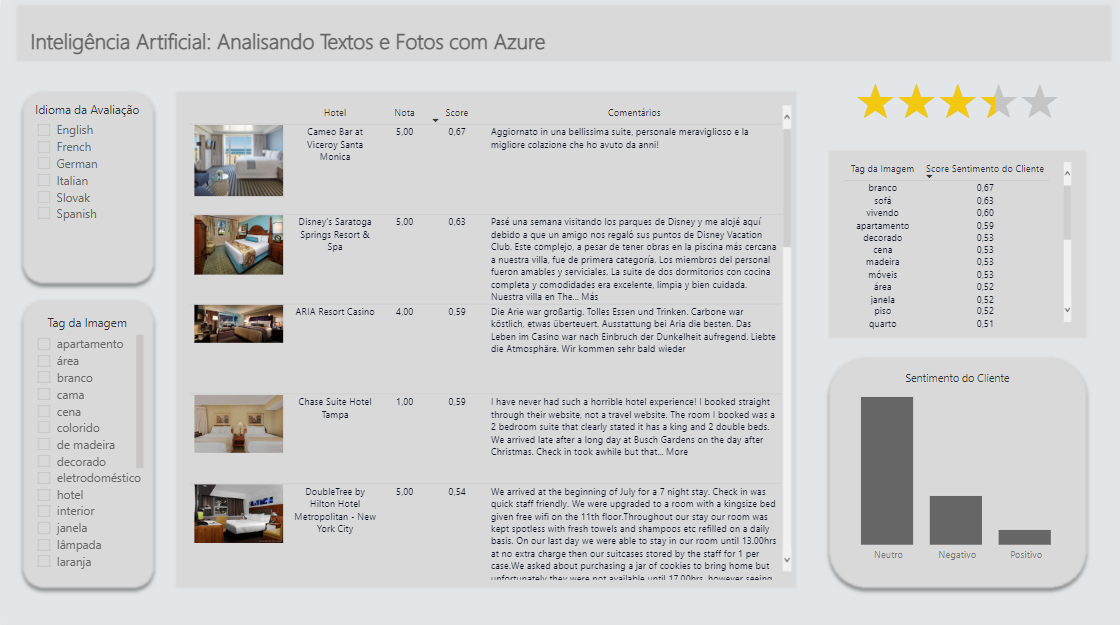 Inteligência Artificial: Analisando Textos e Fotos com Azure
Idioma da Avaliação
English
French
German
Italian
Slovak
Spanish
Tag da Imagem
apartamento
área
branco
cama
cena
colorido
de madeira
decorado
eletrodoméstico
hotel
interior
janela
lâmpada
laranja
Hotel Nota Score Comentários
Cameo Bar at 5,00 0,67 Aggiornato in una bellissima suite, personale meraviglioso e la
Viceroy Santa migliore colazione che ho avuto da anni!
Monica
Disney's Saratoga 5,00 0,63 Pasé una semana visitando los parques de Disney y me alojé aquí
Springs Resort & debido a que un amigo nos regaló sus puntos de Disney Vacation
Spa Club. Este complejo, a pesar de tener obras en la piscina más cercana
a nuestra villa, fue de primera categoría. Los miembros del personal
fueron amables y serviciales. La suite de dos dormitorios con cocina
completa y comodidades era excelente, limpia y bien cuidada.
Nuestra villa en The... Más
ARIA Resort Casino 4,00 0,59 Die Arie war großartig. Tolles Essen und Trinken. Carbone war
köstlich, etwas überteuert. Ausstattung bei Aria die besten. Das
Leben im Casino war nach Einbruch der Dunkelheit aufregend. Liebte
die Atmosphäre. Wir kommen sehr bald wieder
Chase Suite Hotel 1,00 0,59 I have never had such a horrible hotel experience! I booked straight
Tampa through their website, not a travel website. The room I booked was a
2 bedroom suite that clearly stated it has a king and 2 double beds.
We arrived late after a long day at Busch Gardens on the day after
Christmas. Check in took awhile but that... More
DoubleTree by 5,00 0,54 We arrived at the beginning of July for a 7 night stay. Check in was
Hilton Hotel quick staff friendly. We were upgraded to a room with a kingsize bed
Metropolitan - New given free wifi on the 11th floor.Throughout our stay our room was
York City kept spotless with fresh towels and shampoos etc refilled on a daily
basis. On our last day we were able to stay in our room until 13.00hrs
at no extra charge then our suitcases stored by the staff for 1 per
case.We asked about purchasing a jar of cookies to bring home but
unfortunately they were not available until 17.00hrs, however seeing
Tag da Imagem Score Sentimento do Cliente
branco 0,67
sofá 0,63
vivendo 0,60
apartamento 0,59
decorado 0,53
cena 0,53
madeira 0,53
móveis 0,53
área 0,52
janela 0,52
piso 0,52
quarto 0,51
Sentimento do Cliente
Neutro Negativo Positivo